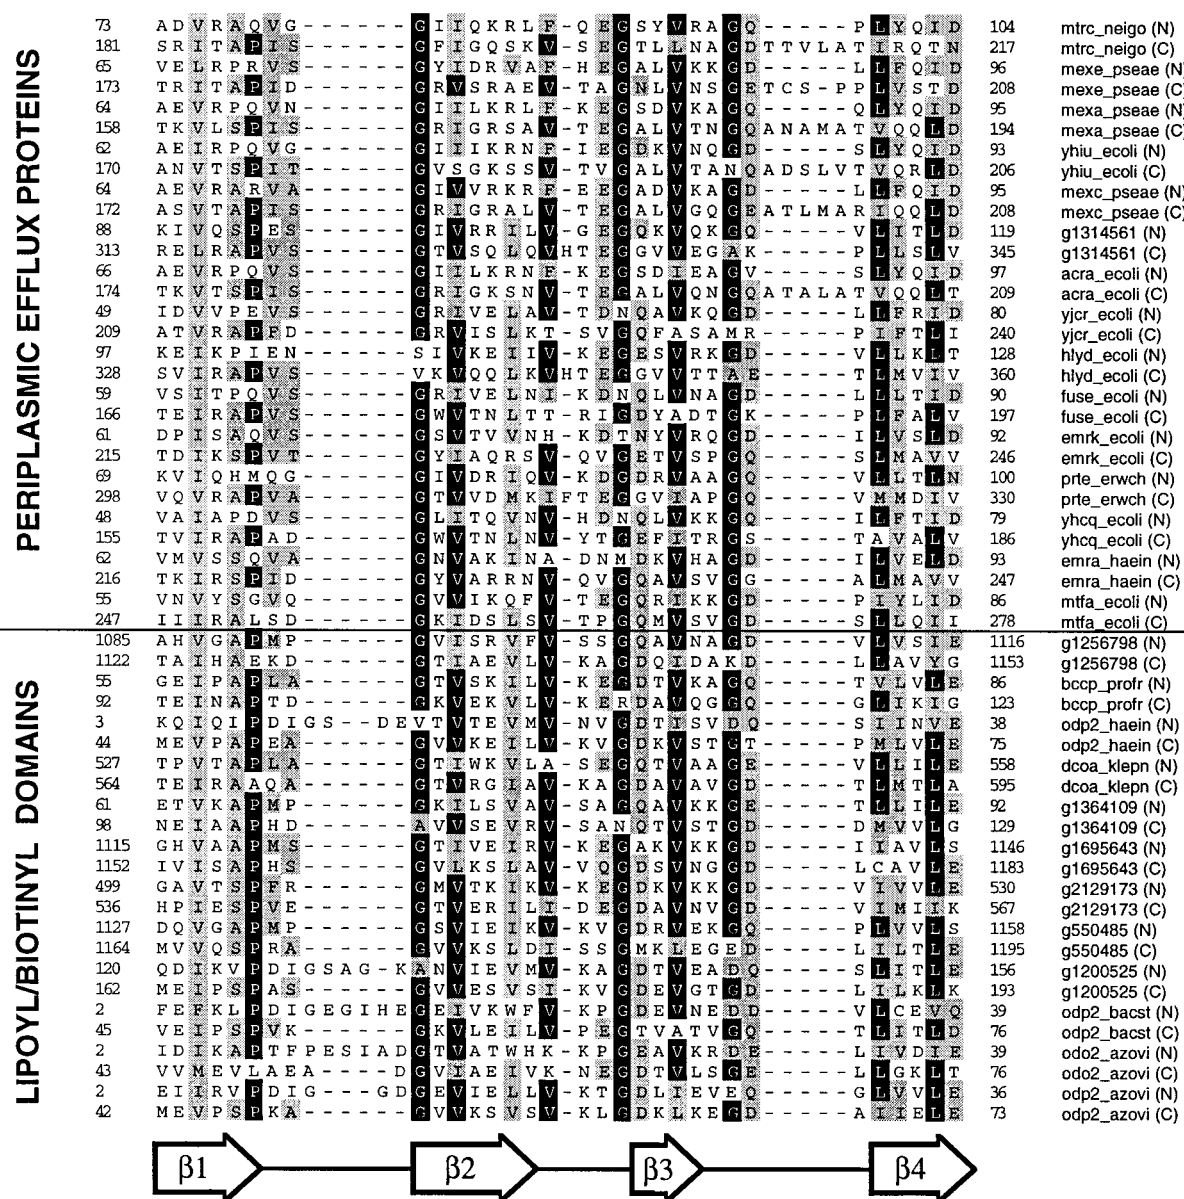 PERIPLASMIC EFFLUX PROTEINS
73 ADVRAQVG------GIIQKRLF-QEGSYVRAGQ-----PLYQID 104 mtrc_neigo (N)
181 SRITAPIS------GFIGQSKV-SEGTLLNAGDTTVLATIRQTN 217 mtrc_neigo (C)
65 VELRPRVS------GYIDRVAF-HEGALVKKGD-----LLFQID 96 mexe_pseae (N)
173 TRITAPID------GRVSRAEV-TAGNLVNSGETCS-PPLVSTD 208 mexe_pseae (C)
64 AEVRPQVN------GIILKRLF-KEGSDVKAGQ-----QLYQID 95 mexa_pseae (N)
158 TKVLSPIS------GRIGRSAV-TEGALVTNGQANAMATVQQLD 194 mexa_pseae (C)
62 AEIRPQVG------GIIIKRNF-IEGDKVNQGD-----SLYQID 93 yhiu_ecoli (N)
170 ANVTSPIT------GVSGKSSV-TVGALVTANQADSLVTVQRLD 206 yhiu_ecoli (C)
64 AEVRARVA------GIVVRKRF-EEGADVKAGD-----LLFQID 95 mexc_pseae (N)
172 ASVTAPIS------GRIGRALV-TEGALVGQGEATLMARIQQLD 208 mexc_pseae (C)
88 KIVQSPES------GIVRRILV-GEGQKVQKGQ-----VLITLD 119 g1314561 (N)
313 RELRAPVS------GTVSQLQVHTEGGVVEGAK-----PLLSLV 345 g1314561 (C)
66 AEVRPQVS------GIILKRNF-KEGSDIEAGV-----SLYQID 97 acra_ecoli (N)
174 TKVTSPIS------GRIGKSNV-TEGALVQNGQATALATVQQLT 209 acra_ecoli (C)
49 IDVVPEVS------GRIVELAV-TDNQAVKQGD-----LLFRID 80 yjcr_ecoli (N)
209 ATVRAPFD------GRVISLKT-SVGQFASAMR-----PIFTLI 240 yjcr_ecoli (C)
97 KEIKPIEN------SIVKEIIV-KEGESVRKGD-----VLLKLT 128 hlyd_ecoli (N)
328 SVIRAPVS------VKVQQLKVHTEGGVVTTAE-----TLMVIV 360 hlyd_ecoli (C)
59 VSITPQVS------GRIVELNI-KDNQLVNAGD-----LLLTID 90 fuse_ecoli (N)
166 TEIRAPVS------GWVTNLTT-RIGDYADTGK-----PLFALV 197 fuse_ecoli (C)
61 DPISAQVS------GSVTVVNH-KDTNYVRQGD-----ILVSLD 92 emrk_ecoli (N)
215 TDIKSPVT------GYIAQRSV-QVGETVSPGQ-----SLMAVV 246 emrk_ecoli (C)
69 KVIQHMQG------GIVDRIQV-KDGDRVAAGQ-----VLLTLN 100 prte_erwch (N)
298 VQVRAPVA------GTVVDMKIFTEGGVIAPGQ-----VMMDIV 330 prte_erwch (C)
48 VAIAPDVS------GLITQVNV-HDNQLVKKGQ-----ILFTID 79 yhcq_ecoli (N)
155 TVIRAPAD------GWVTNLNV-YTGEFITRGS-----TAVALV 186 yhcq_ecoli (C)
62 VMVSSQVA------GNVAKINA-DNMDKVHAGD-----ILVELD 93 emra_haein (N)
216 TKIRSPID------GYVARRNV-QVGQAVSVGG-----ALMAVV 247 emra_haein (C)
55 VNVYSGVQ------GVVIKQFV-TEGQRIKKGD-----PIYLID 86 mtfa_ecoli (N)
247 IIIRALSD------GKIDSLSV-TPGQMVSVGD-----SLLQII 278 mtfa_ecoli (C)
LIPOYL/BIOTINYL DOMAINS
1085 AHVGAPMP------GVISRVFV-SSGQAVNAGD-----VLVSIE 1116 g1256798 (N)
1122 TAIHAEKD------GTIAEVLV-KAGDQIDAKD-----LLAVYG 1153 g1256798 (C)
55 GEIPAPLA------GTVSKILV-KEGDTVKAGQ-----TVLVLE 86 bccp_profr (N)
92 TEINAPTD------GKVEKVLV-KERDAVQGGQ-----GLIKIG 123 bccp_profr (C)
3 KQIQIPDIGS--DEVTVTEVMV-NVGDTISVDQ-----SIINVE 38 odp2_haein (N)
44 MEVPAPEA------GVVKEILV-KVGDKVSTGT-----PMLVLE 75 odp2_haein (C)
527 TPVTAPLA------GTIWKVLA-SEGQTVAAGE-----VLLILE 558 dcoa_klepn (N)
564 TEIRAAQA------GTVRGIAV-KAGDAVAVGD-----TLMTLA 595 dcoa_klepn (C)
61 ETVKAPMP------GKILSVAV-SAGQAVKKGE-----TLLILE 92 g1364109 (N)
98 NEIAAPHD------AVVSEVRV-SANQTVSTGD-----DMVVLG 129 g1364109 (C)
1115 GHVAAPMS------GTIVEIRV-KEGAKVKKGD-----IIAVLS 1146 g1695643 (N)
1152 IVISAPHS------GVLKSLAV-VQGDSVNGGD-----LCAVLE 1183 g1695643 (C)
499 GAVTSPFR------GMVTKIKV-KEGDKVKKGD-----VIVVLE 530 g2129173 (N)
536 HPIESPVE------GTVERILI-DEGDAVNVGD-----VIMIIK 567 g2129173 (C)
1127 DQVGAPMP------GSVIEIKV-KVGDRVEKGQ-----PLVVLS 1158 g550485 (N)
1164 MVVQSPRA------GVVKSLDI-SSGMKLEGED-----LILTLE 1195 g550485 (C)
120 QDIKVPDIGSAG-KANVIEVMV-KAGDTVEADQ-----SLITLE 156 g1200525 (N)
162 MEIPSPAS------GVVESVSI-KVGDEVGTGD-----LILKLK 193 g1200525 (C)
2 FEFKLPDIGEGIHEGEIVKWFV-KPGDEVNEDD-----VLCEVQ 39 odp2_bacst (N)
45 VEIPSPVK------GKVLEILV-PEGTVATVGQ-----TLITLD 76 odp2_bacst (C)
2 IDIKAPTFPESIADGTVATWHK-KPGEAVKRDE-----LIVDIE 39 odo2_azovi (N)
43 VVMEVLAEA----DGVIAEIVK-NEGDTVLSGE-----LLGKLT 76 odo2_azovi (C)
2 EIIRVPDIG---GDGEVIELLV-KTGDLIEVEQ-----GLVVLE 36 odp2_azovi (N)
42 MEVPSPKA------GVVKSVSV-KLGDKLKEGD-----AIIELE 73 odp2_azovi (C)
β1 β2 β3 β4